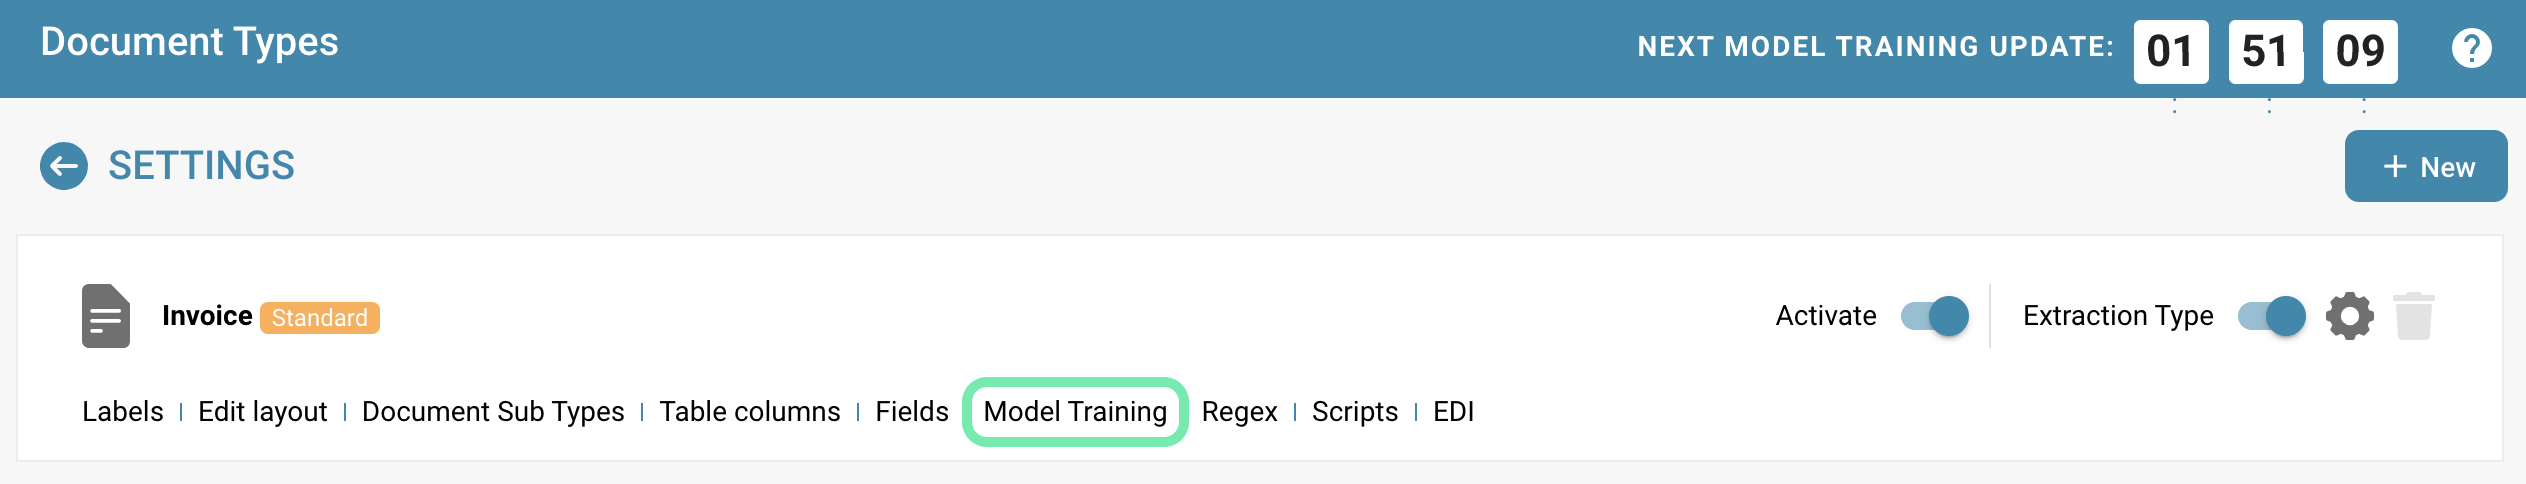 Document Types
NEXT MODEL TRAINING UPDATE: 01 51 09 ?
SETTINGS
+ New
Invoice Standard
Activate
Extraction Type
Labels | Edit layout | Document Sub Types | Table columns | Fields Model Training Regex | Scripts | EDI